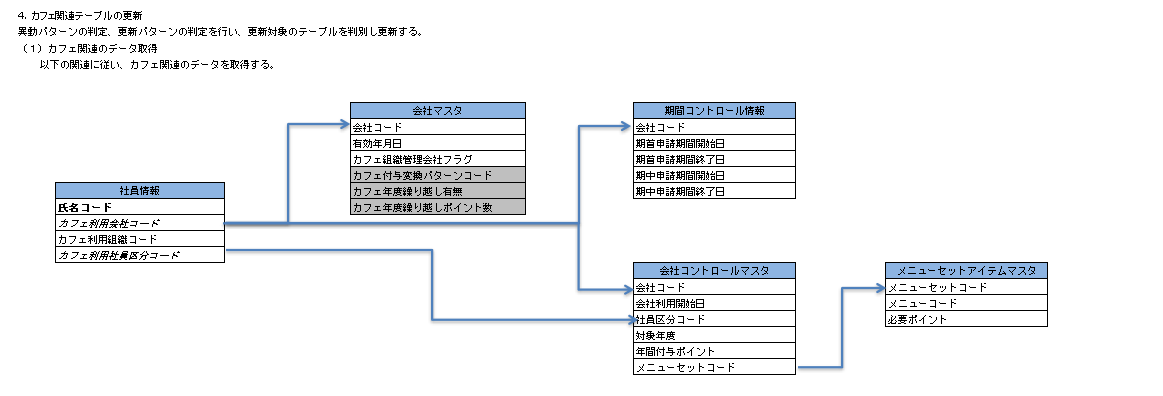 4. カフェ関連テーブルの更新
異動パターンの判定、更新パターンの判定を行い、更新対象のテーブルを判別し更新する。
（１）カフェ関連のデータ取得
以下の関連に従い、カフェ関連のデータを取得する。
会社マスタ
会社コード
有効年月日
カフェ組織管理会社フラグ
カフェ付与変換パターンコード
カフェ年度繰り越し有無
カフェ年度繰り越しポイント数
期間コントロール情報
会社コード
期首申請期間開始日
期首申請期間終了日
期中申請期間開始日
期中申請期間終了日
社員情報
氏名コード
カフェ利用会社コード
カフェ利用組織コード
カフェ利用社員区分コード
会社コントロールマスタ
会社コード
会社利用開始日
社員区分コード
対象年度
年間付与ポイント
メニューセットコード
メニューセットアイテムマスタ
メニューセットコード
メニューコード
必要ポイント